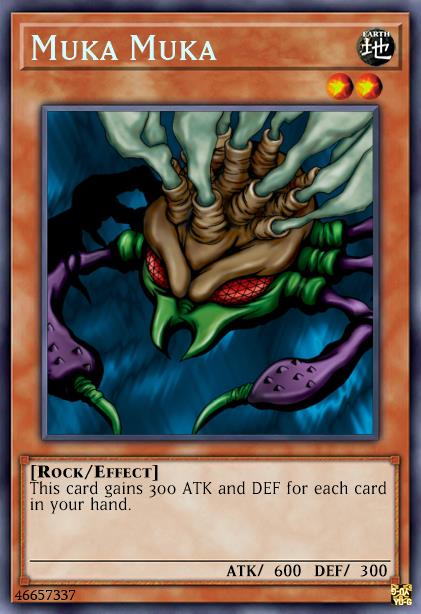 Muka Muka
EARTH
地
[Rock/Effect]
This card gains 300 ATK and DEF for each card
in your hand.
ATK/ 600 DEF/ 300
46657337